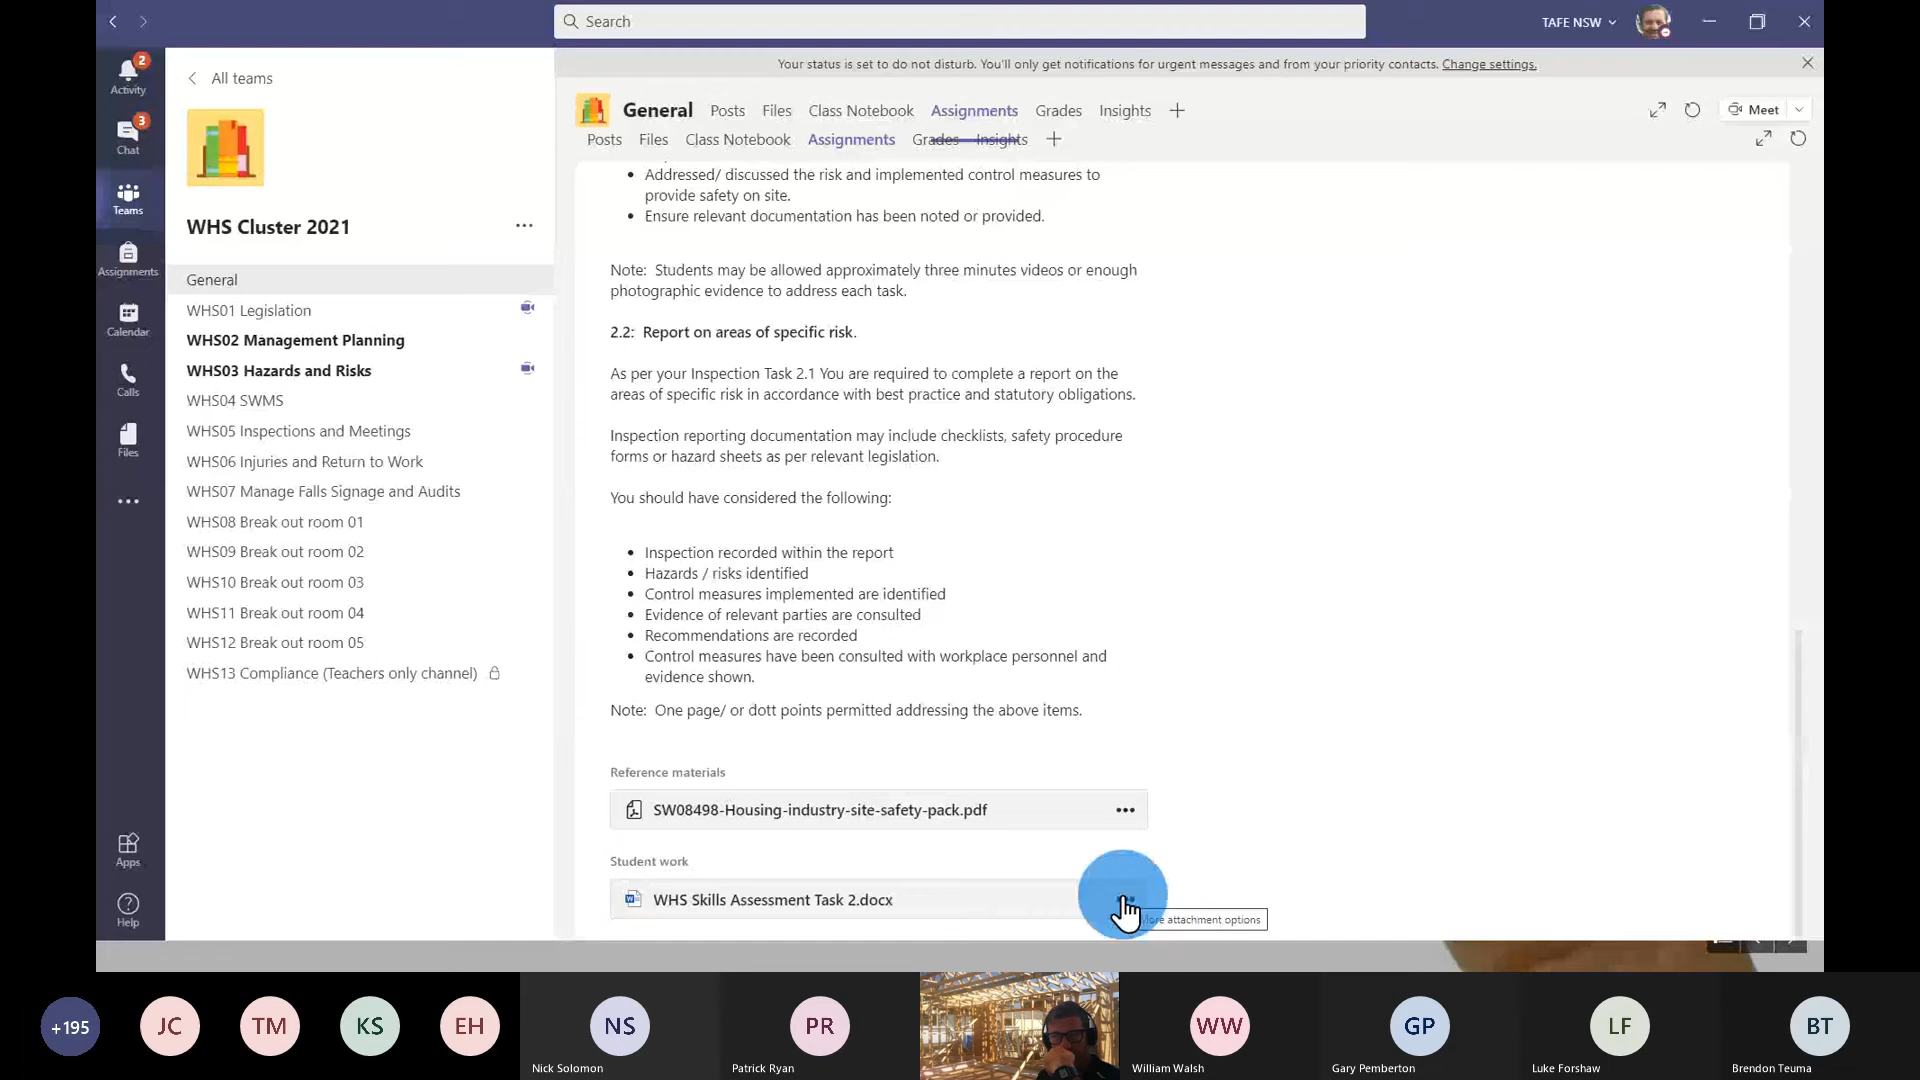 Search
TAFE NSW
2
Activity
3
Chat
Teams
Assignments
Calendar
Calls
Files
Apps
Help
All teams
WHS Cluster 2021
General
WHS01 Legislation
WHS02 Management Planning
WHS03 Hazards and Risks
WHS04 SWMS
WHS05 Inspections and Meetings
WHS06 Injuries and Return to Work
WHS07 Manage Falls Signage and Audits
WHS08 Break out room 01
WHS09 Break out room 02
WHS10 Break out room 03
WHS11 Break out room 04
WHS12 Break out room 05
WHS13 Compliance (Teachers only channel)
Your status is set to do not disturb. You'll only get notifications for urgent messages and from your priority contacts. Change settings.
General Posts Files Class Notebook Assignments Grades Insights
Meet
Posts Files Class Notebook Assignments Grades Insights
Addressed/ discussed the risk and implemented control measures to
provide safety on site.
Ensure relevant documentation has been noted or provided.
Note: Students may be allowed approximately three minutes videos or enough
photographic evidence to address each task.
2.2: Report on areas of specific risk.
As per your Inspection Task 2.1 You are required to complete a report on the
areas of specific risk in accordance with best practice and statutory obligations.
Inspection reporting documentation may include checklists, safety procedure
forms or hazard sheets as per relevant legislation.
You should have considered the following:
Inspection recorded within the report
Hazards / risks identified
Control measures implemented are identified
Evidence of relevant parties are consulted
Recommendations are recorded
Control measures have been consulted with workplace personnel and
evidence shown.
Note: One page/ or dott points permitted addressing the above items.
Reference materials
SW08498-Housing-industry-site-safety-pack.pdf
Student work
WHS Skills Assessment Task 2.docx
attachment options
+195
JC
TM
KS
EH
NS
Nick Solomon
PR
Patrick Ryan
WW
William Walsh
GP
Gary Pemberton
LF
Luke Forshaw
BT
Brendon Teuma